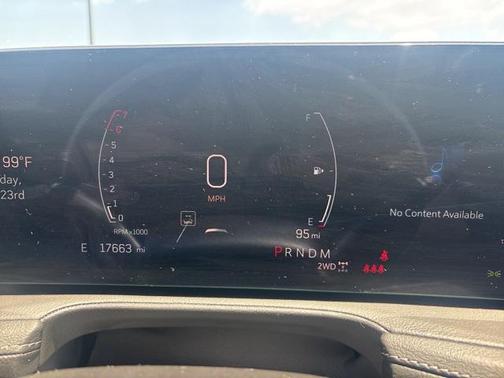 7
6
5
4
3
2
1
0
RPM x1000
0
MPH
F
E
95 mi
99°F
day,
23rd
No Content Available
E 17663 mi
P R N D M
2WD